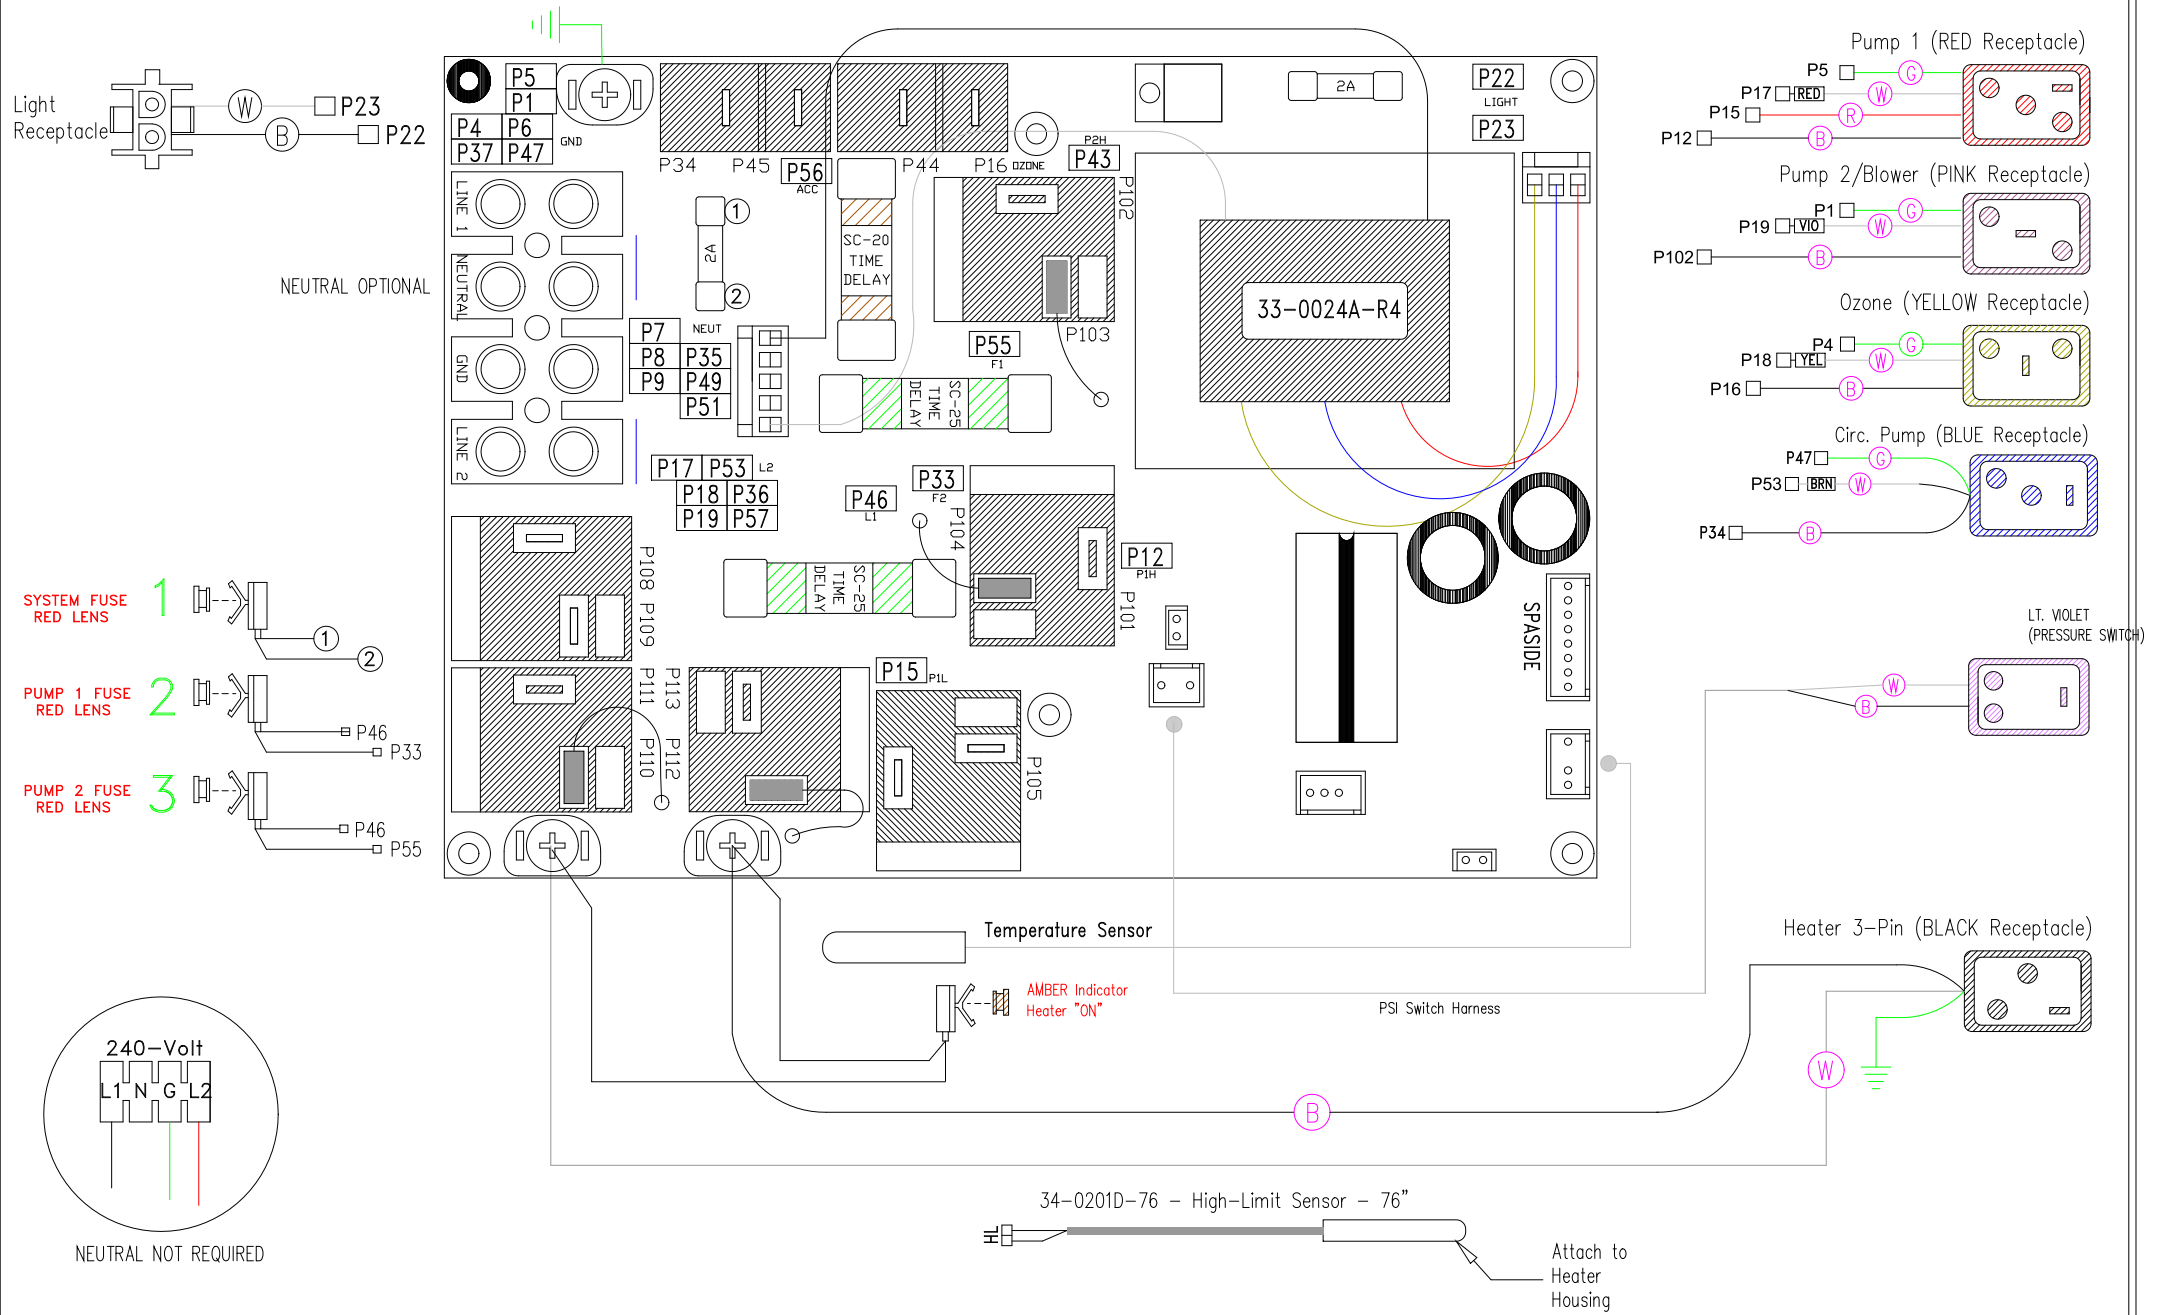 Light
Receptacle
W
P23
B
P22
NEUTRAL OPTIONAL
SYSTEM FUSE
RED LENS
1
1
2
PUMP 1 FUSE
RED LENS
2
P46
P33
PUMP 2 FUSE
RED LENS
3
P46
P55
240-Volt
L1 N G L2
NEUTRAL NOT REQUIRED
P5
P1
P4 P6
P37 P47
GND
LINE 1
NEUTRAL
GND
LINE 2
P34
P45
P44
P16
OZONE
P56
ACC
P2H
P43
P102
P103
1
2A
2
SC-20
TIME
DELAY
NEUT
P7
P8 P35
P9 P49
P51
P55
F1
SC-25
TIME
DELAY
P17 P53 L2
P18 P36
P19 P57
P46
L1
P33
F2
P104
P12
P1H
P101
SC-25
TIME
DELAY
P108
P109
P111
P110
P113
P112
P15
P1L
P105
2A
P22
LIGHT
P23
33-0024A-R4
SPASIDE
Pump 1 (RED Receptacle)
P5 G
P17 RED W
P15 R
P12 B
Pump 2/Blower (PINK Receptacle)
P1 G
P19 VIO W
P102 B
Ozone (YELLOW Receptacle)
P4 G
P18 YEL W
P16 B
Circ. Pump (BLUE Receptacle)
P47 G
P53 BRN W
P34 B
LT. VIOLET
(PRESSURE SWITCH)
W
B
Heater 3-Pin (BLACK Receptacle)
W
B
Temperature Sensor
AMBER Indicator
Heater "ON"
PSI Switch Harness
34-0201D-76 - High-Limit Sensor - 76"
HL
Attach to
Heater
Housing